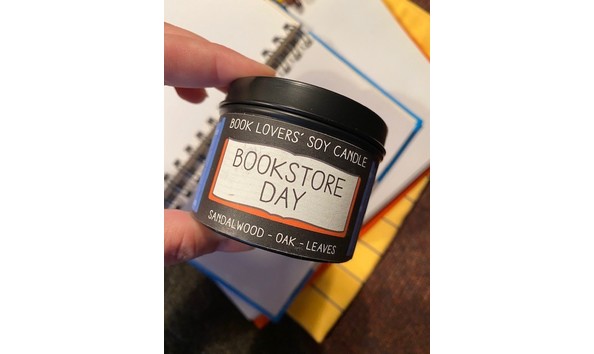 BOOK LOVERS' SOY CANDLE
BOOKSTORE
DAY
SANDALWOOD - OAK - LEAVES